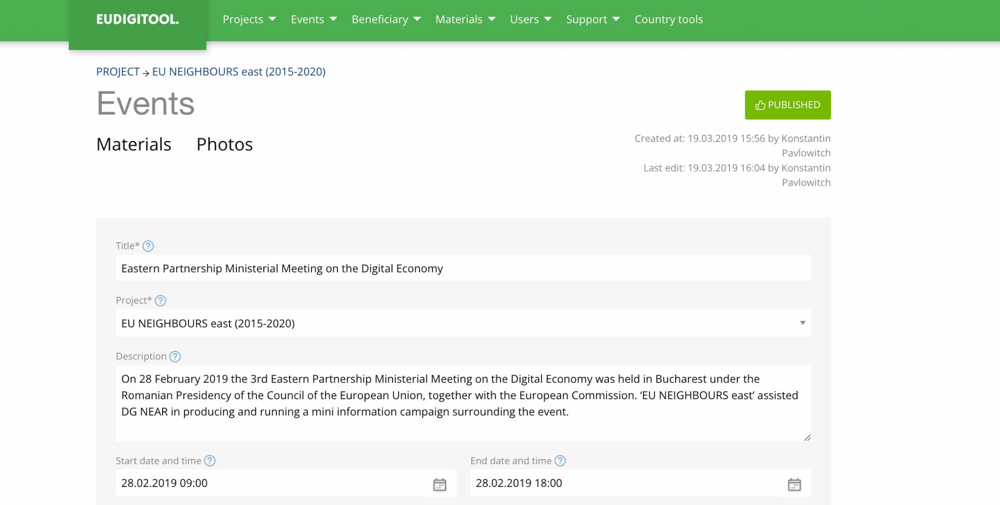 EUDIGITOOL.
Projects Events Beneficiary Materials Users Support Country tools
PROJECT → EU NEIGHBOURS east (2015-2020)
Events
PUBLISHED
Materials Photos
Created at: 19.03.2019 15:56 by Konstantin
Pavlowitch
Last edit: 19.03.2019 16:04 by Konstantin
Pavlowitch
Title* ?
Eastern Partnership Ministerial Meeting on the Digital Economy
Project* ?
EU NEIGHBOURS east (2015-2020)
Description ?
On 28 February 2019 the 3rd Eastern Partnership Ministerial Meeting on the Digital Economy was held in Bucharest under the
Romanian Presidency of the Council of the European Union, together with the European Commission. ‘EU NEIGHBOURS east’ assisted
DG NEAR in producing and running a mini information campaign surrounding the event.
Start date and time ? End date and time ?
28.02.2019 09:00 28.02.2019 18:00